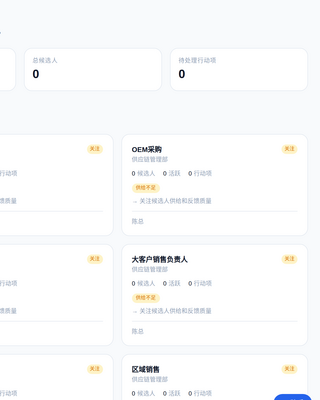 总候选人
0
待处理行动项
0
关注
OEM采购
关注
供应链管理部
行动项
0 候选人 0 活跃 0 行动项
供给不足
质量
→ 关注候选人供给和反馈质量
陈总
关注
大客户销售负责人
关注
供应链管理部
行动项
0 候选人 0 活跃 0 行动项
供给不足
质量
→ 关注候选人供给和反馈质量
陈总
关注
区域销售
关注
供应链管理部
行动项
0 候选人 0 活跃 0 行动项